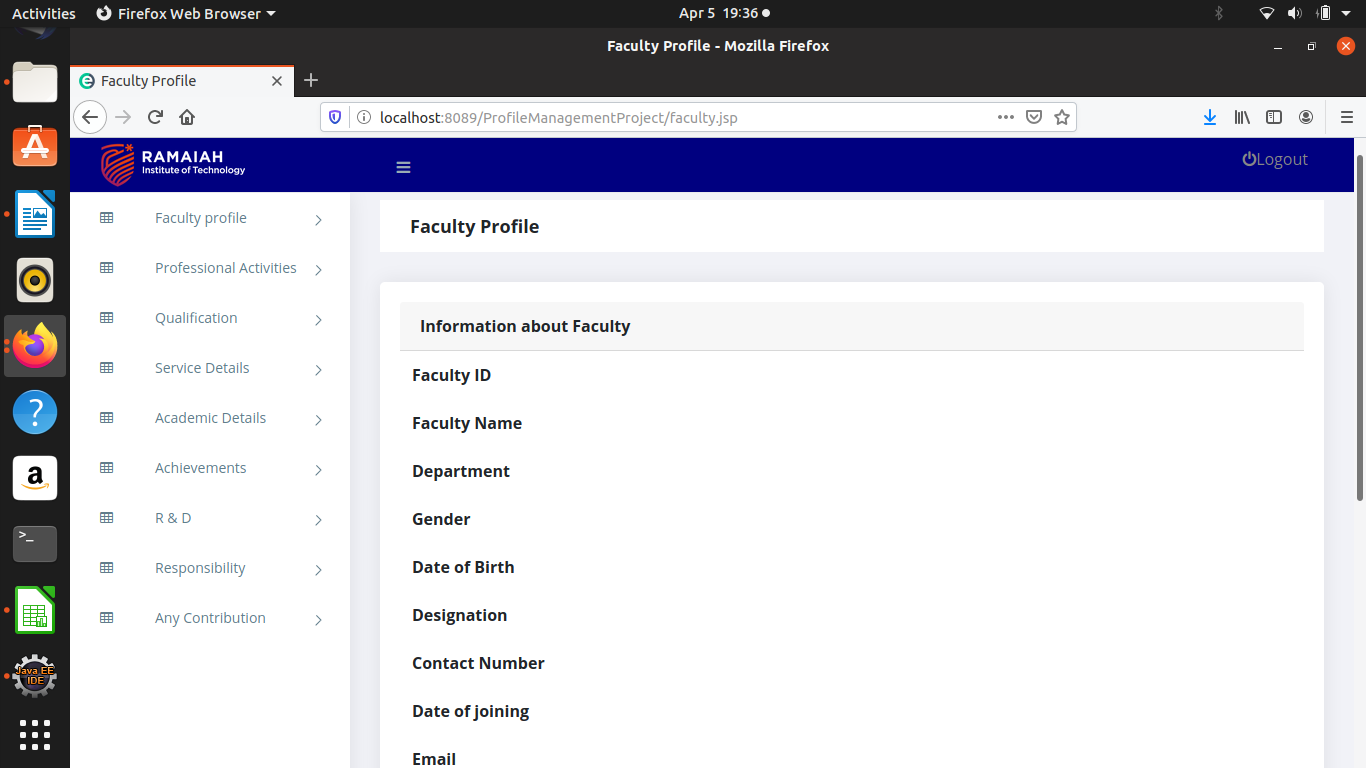 Activities
Firefox Web Browser
Apr 5 19:36
Faculty Profile - Mozilla Firefox
Faculty Profile
localhost:8089/ProfileManagementProject/faculty.jsp
RAMAIAH
Institute of Technology
Logout
Faculty profile
Professional Activities
Qualification
Service Details
Academic Details
Achievements
R & D
Responsibility
Any Contribution
Faculty Profile
Information about Faculty
Faculty ID
Faculty Name
Department
Gender
Date of Birth
Designation
Contact Number
Date of joining
Email
a
>_
Java EE
IDE